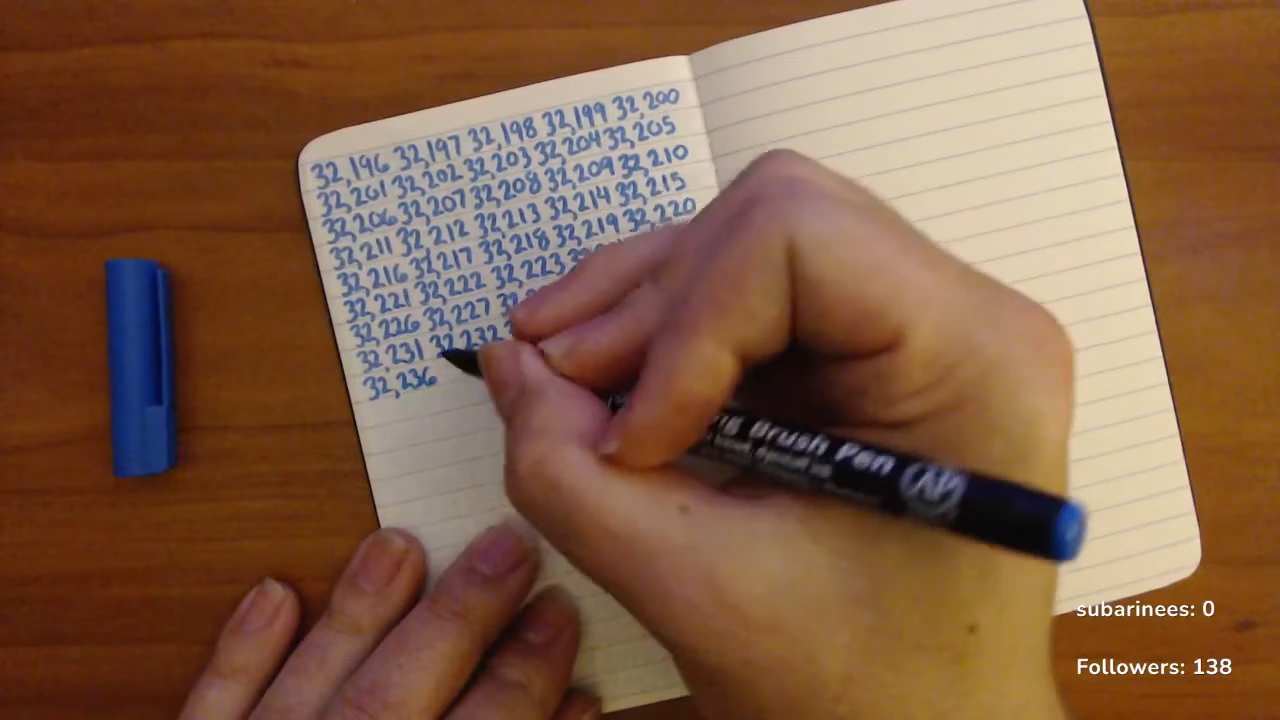 32,196 32,197 32,198 32,199 32,200
32,201 32,202 32,203 32,204 32,205
32,206 32,207 32,208 32,209 32,210
32,211 32,212 32,213 32,214 32,215
32,216 32,217 32,218 32,219 32,220
32,221 32,222 32,223
32,226 32,227
32,231 32,232
32,236
Brush Pen
subarinees: 0
Followers: 138